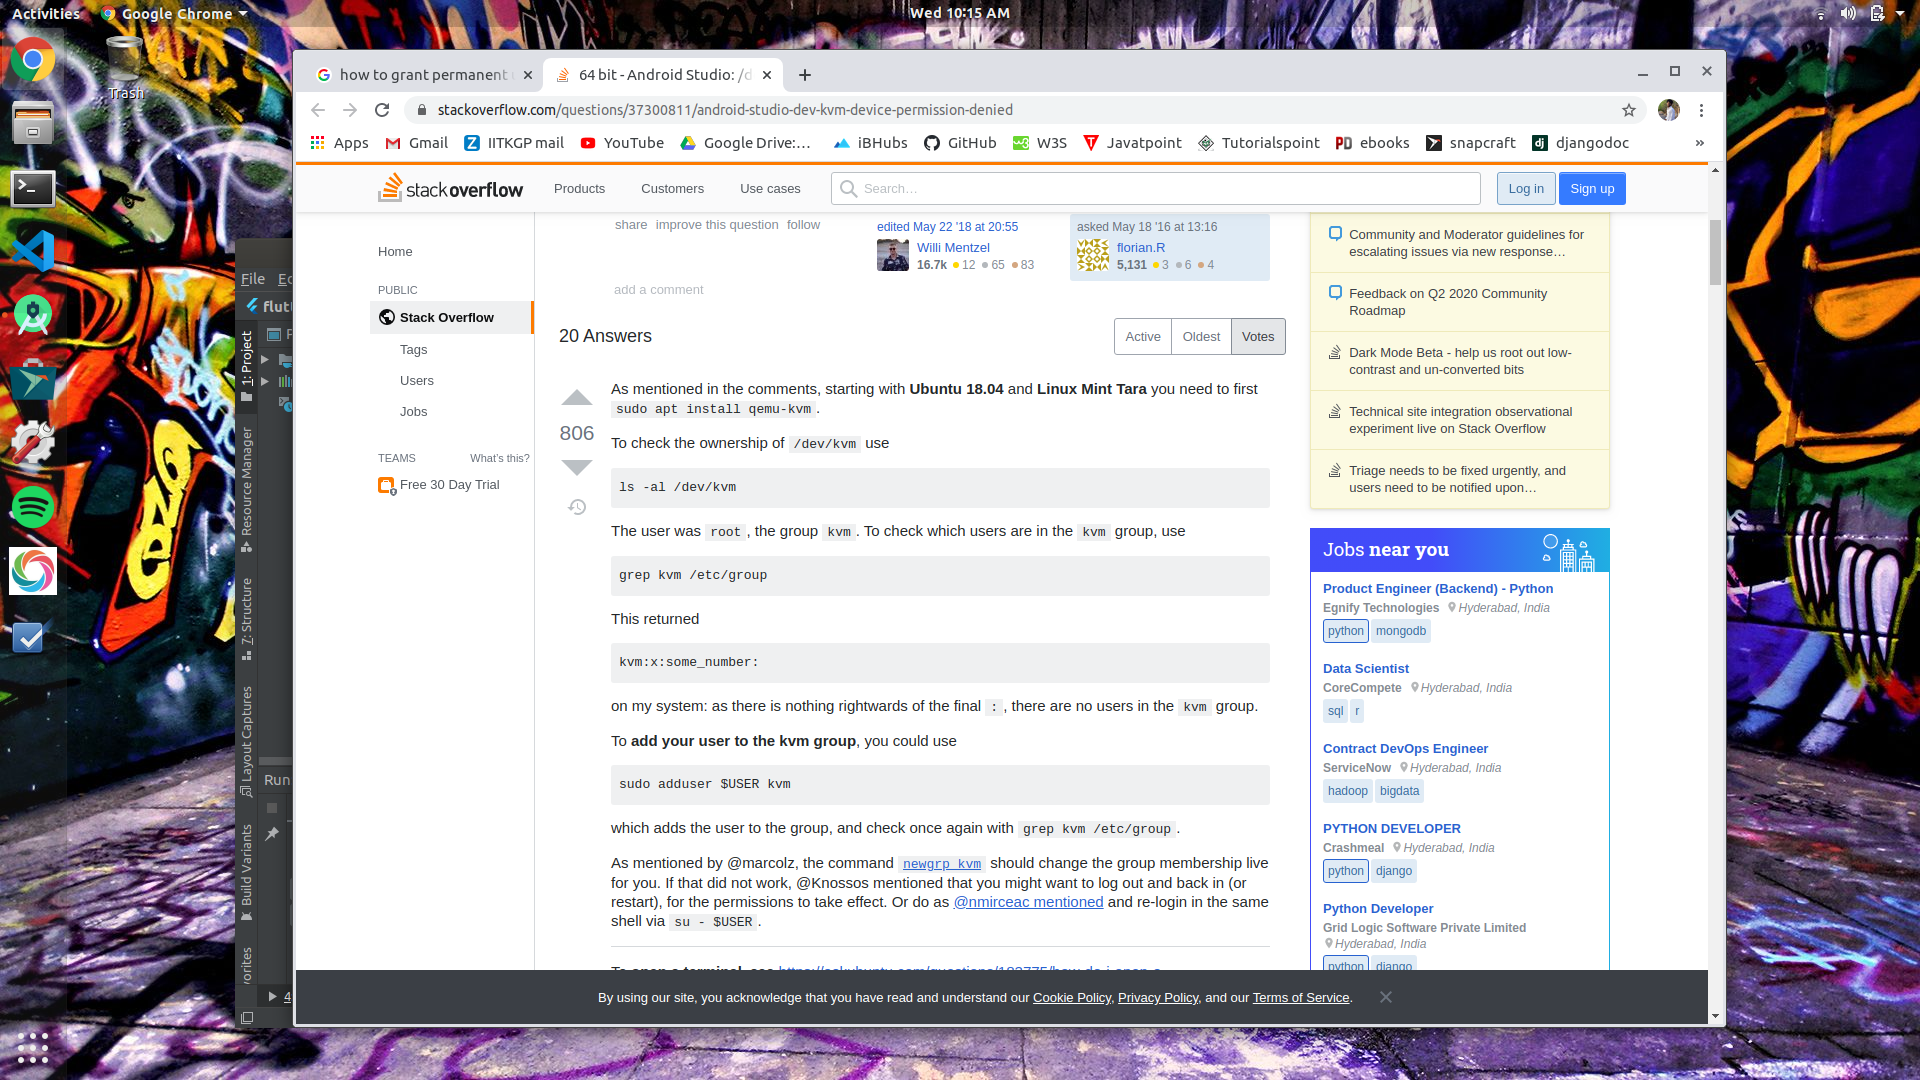 Activities
Google Chrome
Wed 10:15 AM
Trash
how to grant permanent
64 bit - Android Studio: /d
stackoverflow.com/questions/37300811/android-studio-dev-kvm-device-permission-denied
Apps
Gmail
IITKGP mail
YouTube
Google Drive:…
iBHubs
GitHub
W3S
Javatpoint
Tutorialspoint
ebooks
snapcraft
djangodoc
»
stackoverflow
Products
Customers
Use cases
Search…
Log in
Sign up
Home
PUBLIC
Stack Overflow
Tags
Users
Jobs
TEAMS
What's this?
Free 30 Day Trial
share improve this question follow
edited May 22 '18 at 20:55
Willi Mentzel
16.7k 12 65 83
asked May 18 '16 at 13:16
florian.R
5,131 3 6 4
add a comment
20 Answers
Active
Oldest
Votes
806
As mentioned in the comments, starting with Ubuntu 18.04 and Linux Mint Tara you need to first
sudo apt install qemu-kvm.
To check the ownership of /dev/kvm use
ls -al /dev/kvm
The user was root, the group kvm. To check which users are in the kvm group, use
grep kvm /etc/group
This returned
kvm:x:some_number:
on my system: as there is nothing rightwards of the final :, there are no users in the kvm group.
To add your user to the kvm group, you could use
sudo adduser $USER kvm
which adds the user to the group, and check once again with grep kvm /etc/group.
As mentioned by @marcolz, the command newgrp kvm should change the group membership live
for you. If that did not work, @Knossos mentioned that you might want to log out and back in (or
restart), for the permissions to take effect. Or do as @nmirceac mentioned and re-login in the same
shell via su - $USER.
Community and Moderator guidelines for
escalating issues via new response…
Feedback on Q2 2020 Community
Roadmap
Dark Mode Beta - help us root out low-
contrast and un-converted bits
Technical site integration observational
experiment live on Stack Overflow
Triage needs to be fixed urgently, and
users need to be notified upon…
Jobs near you
Product Engineer (Backend) - Python
Egnify Technologies Hyderabad, India
python mongodb
Data Scientist
CoreCompete Hyderabad, India
sql r
Contract DevOps Engineer
ServiceNow Hyderabad, India
hadoop bigdata
PYTHON DEVELOPER
Crashmeal Hyderabad, India
python django
Python Developer
Grid Logic Software Private Limited
Hyderabad, India
python django
By using our site, you acknowledge that you have read and understand our Cookie Policy, Privacy Policy, and our Terms of Service.
File
flutt
1: Project
Resource Manager
7: Structure
Layout Captures
Build Variants
Run
4